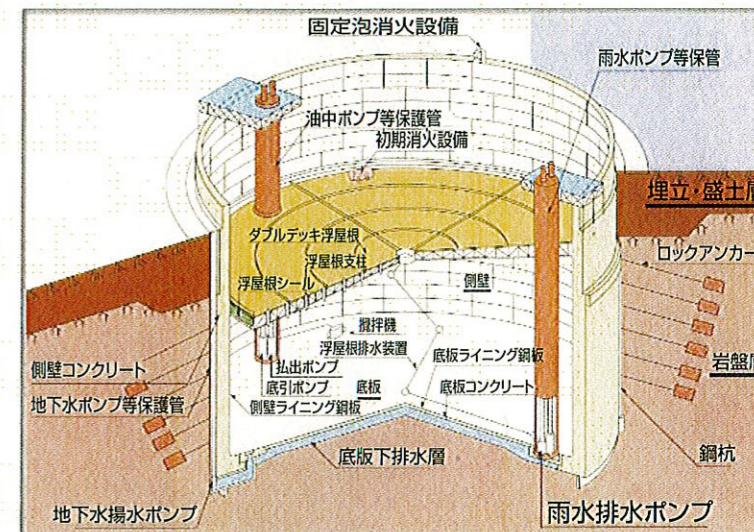 固定泡消火設備
雨水ポンプ等保管
油中ポンプ等保護管
初期消火設備
埋立・盛土層
ダブルデッキ浮屋根
ロックアンカー
浮屋根支柱
浮屋根シール
側壁
攪拌機
浮屋根排水装置
底板ライニング鋼板
側壁コンクリート
払出ポンプ
岩盤層
底引ポンプ
底板
底板コンクリート
地下水ポンプ等保護管
側壁ライニング鋼板
底版下排水層
鋼杭
地下水揚水ポンプ
雨水排水ポンプ